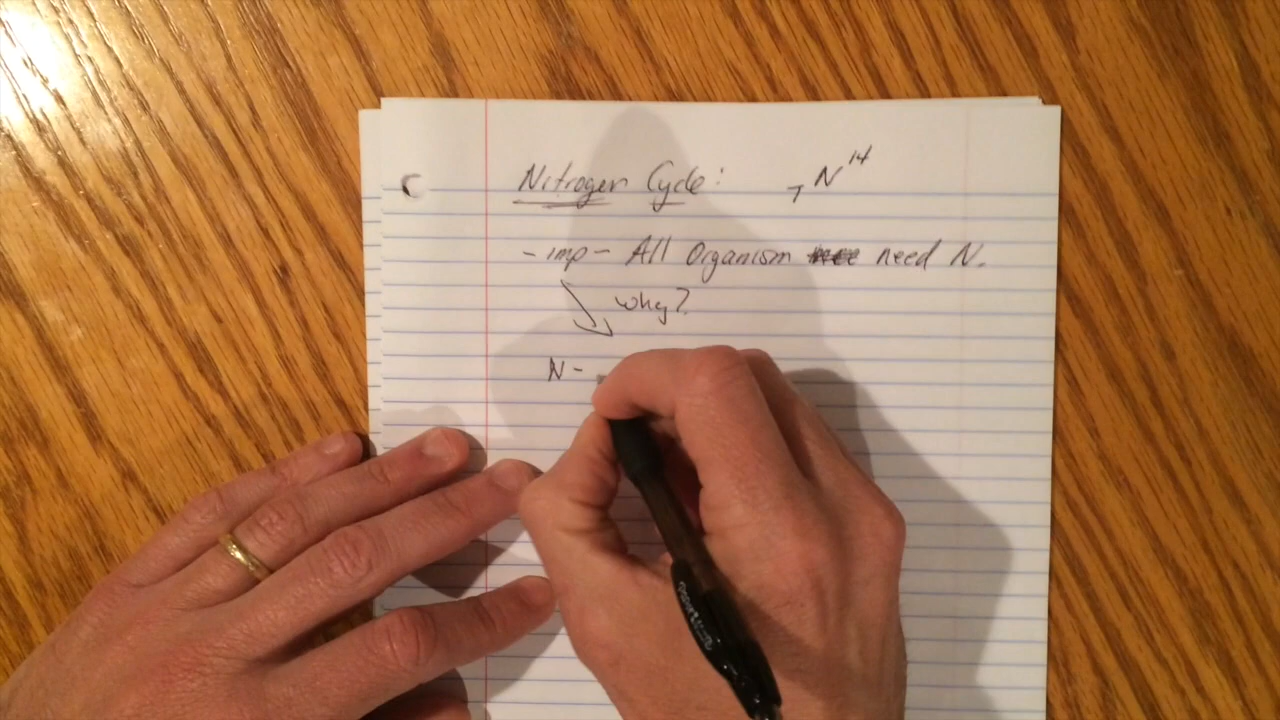 Nitrogen Cycle: 7N14
- imp - All Organism need N.
why?
N -